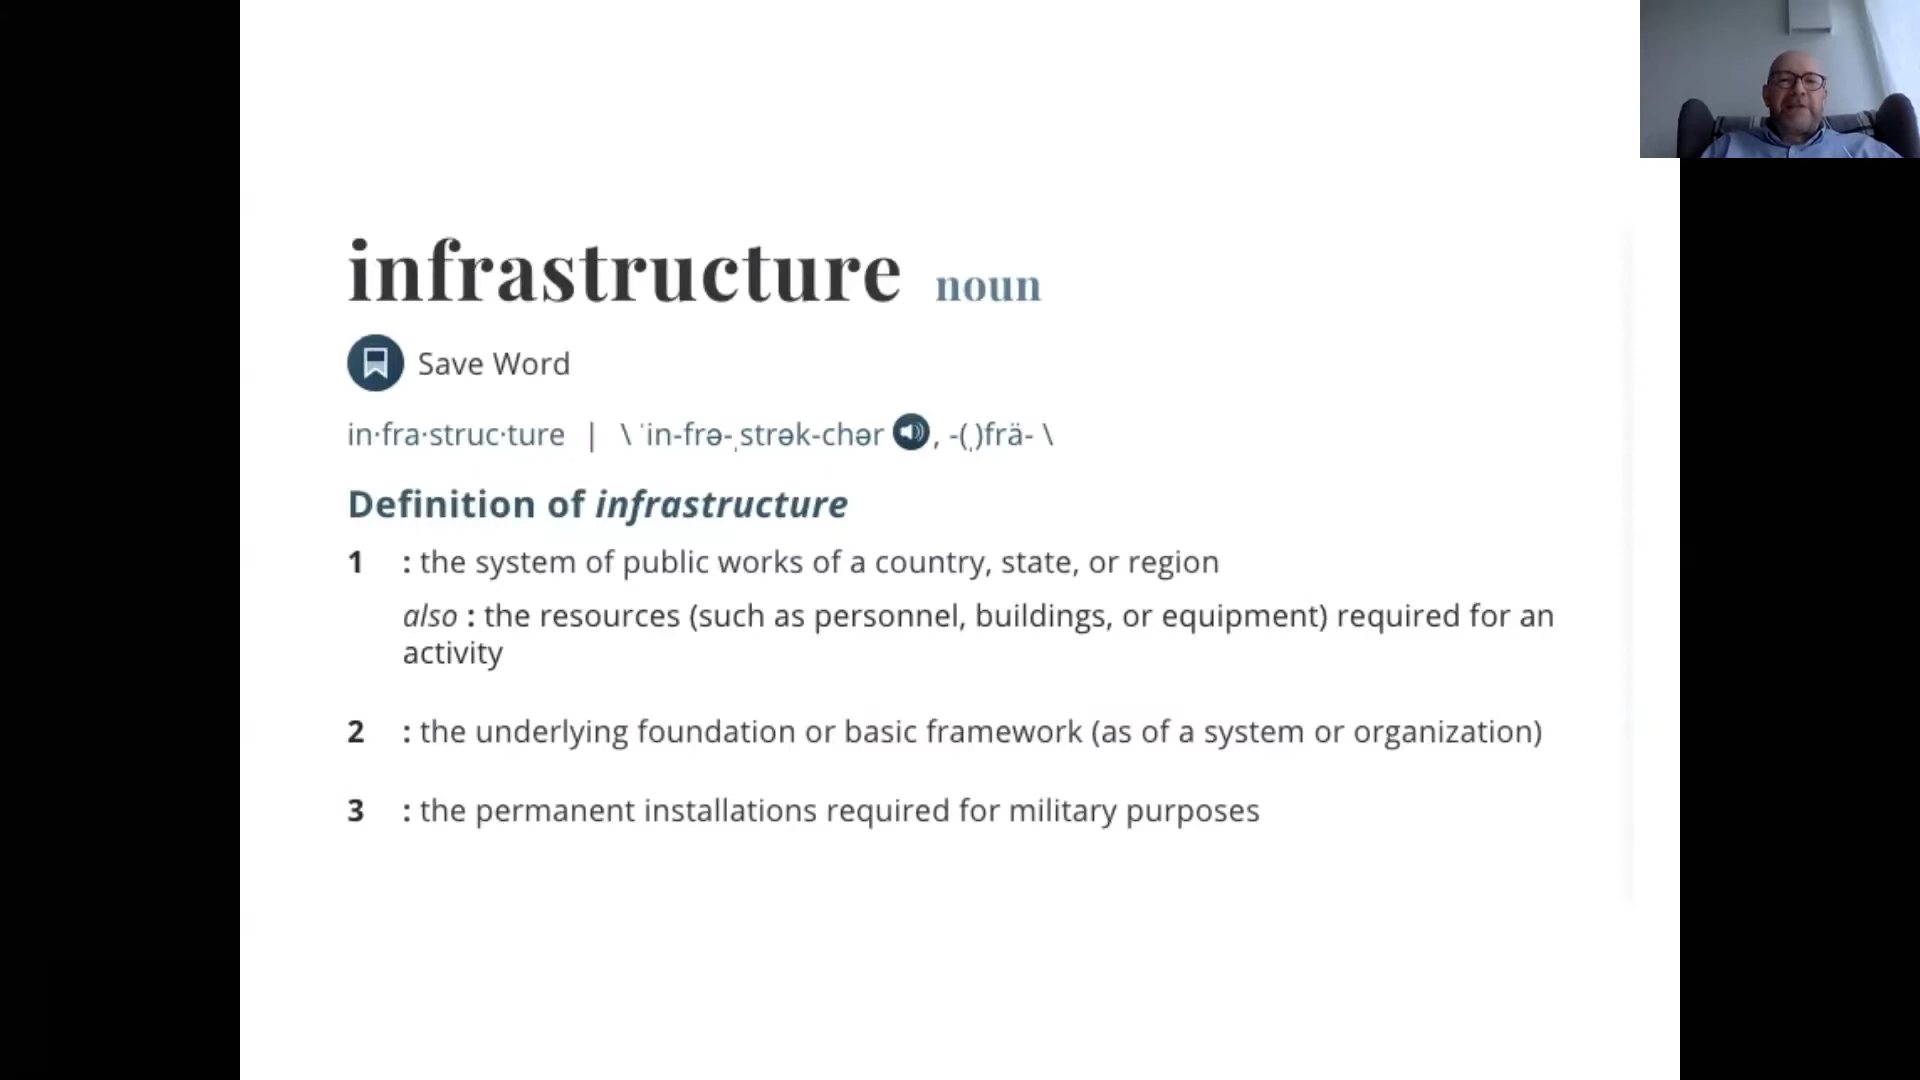 infrastructure noun
Save Word
in·fra·struc·ture | \ ˈin-frə-ˌstrək-chər , -(ˌ)frä- \
Definition of infrastructure
1 : the system of public works of a country, state, or region
also : the resources (such as personnel, buildings, or equipment) required for an
activity
2 : the underlying foundation or basic framework (as of a system or organization)
3 : the permanent installations required for military purposes